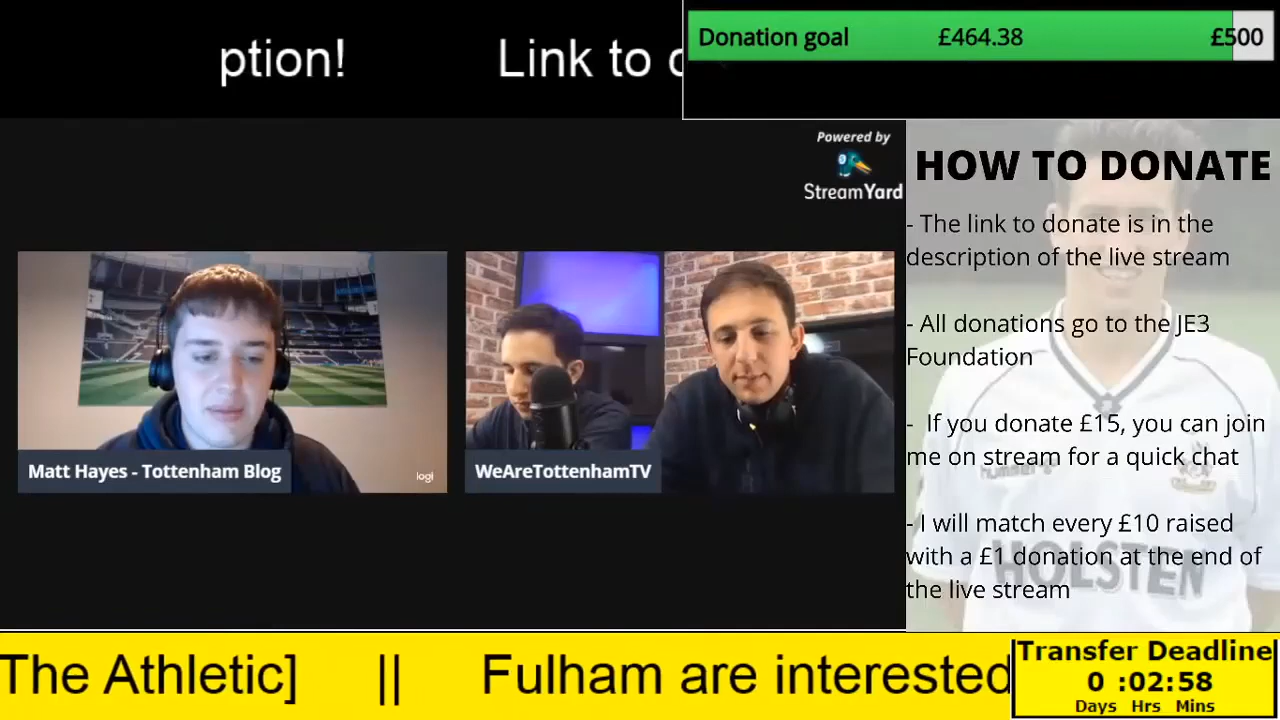 ption! Link to
Donation goal £464.38 £500
Powered by
StreamYard
HOW TO DONATE
- The link to donate is in the
description of the live stream
- All donations go to the JE3
Foundation
- If you donate £15, you can join
me on stream for a quick chat
- I will match every £10 raised
with a £1 donation at the end of
the live stream
hummel
HOLSTEN
Matt Hayes - Tottenham Blog
logi
WeAreTottenhamTV
The Athletic] || Fulham are interested
Transfer Deadline
0 :02:58
Days Hrs Mins